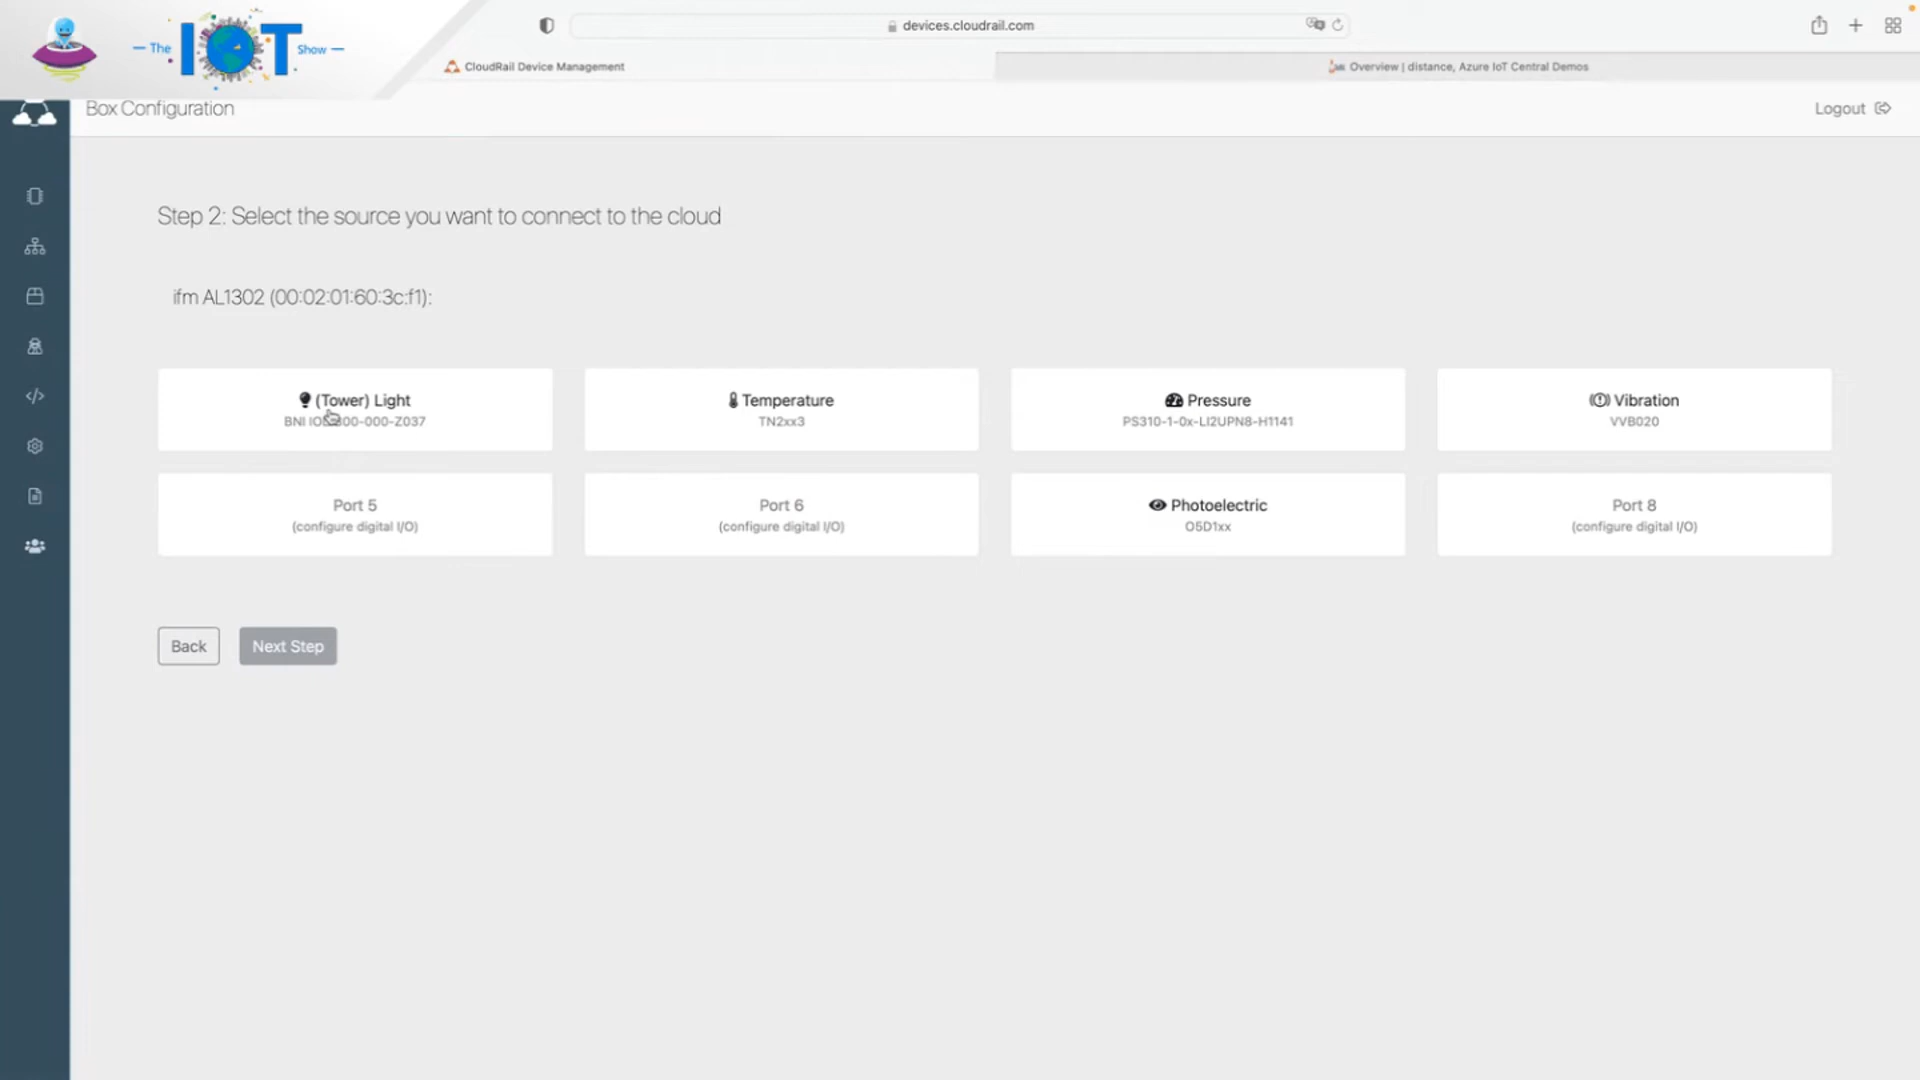 The IOT Show
devices.cloudrail.com
CloudRail Device Management
Overview | distance, Azure IoT Central Demos
Box Configuration
Logout
Step 2: Select the source you want to connect to the cloud
ifm AL1302 (00:02:01:60:3c:f1):
(Tower) Light
Temperature
Pressure
Vibration
BNI
TN2xx3
PS310-1-0x-LI2UPN8-H1141
VVB020
Port 5
Port 6
Photoelectric
Port 8
(configure digital I/O)
(configure digital I/O)
O5D1xx
(configure digital I/O)
Back
Next Step